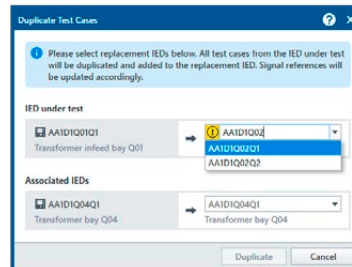 Duplicate Test Cases
Please select replacement IEDs below. All test cases from the IED under test
will be duplicated and added to the replacement IED. Signal references will
be updated accordingly.
IED under test
AA1D1Q01Q1
Transformer infeed bay Q01
AA1D1Q02
AA1D1Q02Q1
AA1D1Q02Q2
Associated IEDs
AA1D1Q04Q1
Transformer bay Q04
AA1D1Q04Q1
Transformer bay Q04
Duplicate
Cancel